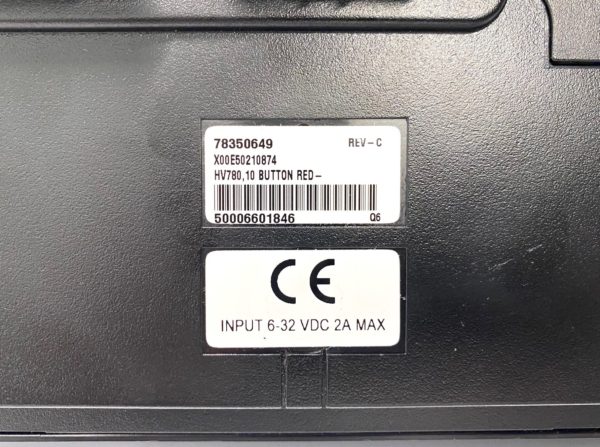 78350649 REV-C
X00E50210874
HV780,10 BUTTON RED-
50006601846 Q6
CE
INPUT 6-32 VDC 2A MAX